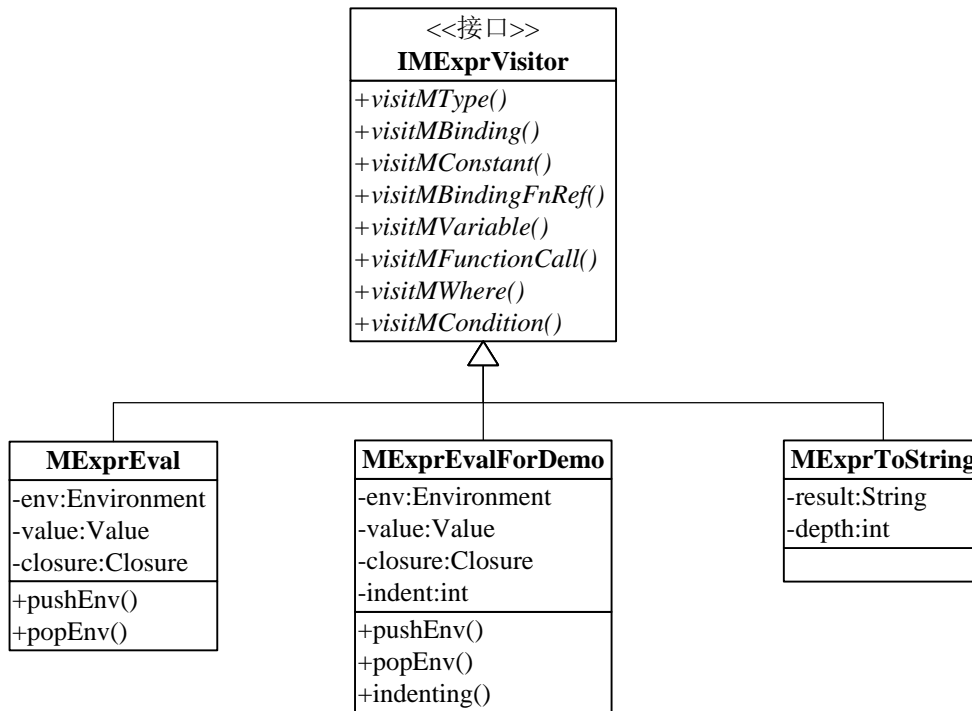 <<接口>>
IMExprVisitor
+visitMType()
+visitMBinding()
+visitMConstant()
+visitMBindingFnRef()
+visitMVariable()
+visitMFunctionCall()
+visitMWhere()
+visitMCondition()
MExprEval
-env:Environment
-value:Value
-closure:Closure
+pushEnv()
+popEnv()
MExprEvalForDemo
-env:Environment
-value:Value
-closure:Closure
-indent:int
+pushEnv()
+popEnv()
+indenting()
MExprToString
-result:String
-depth:int